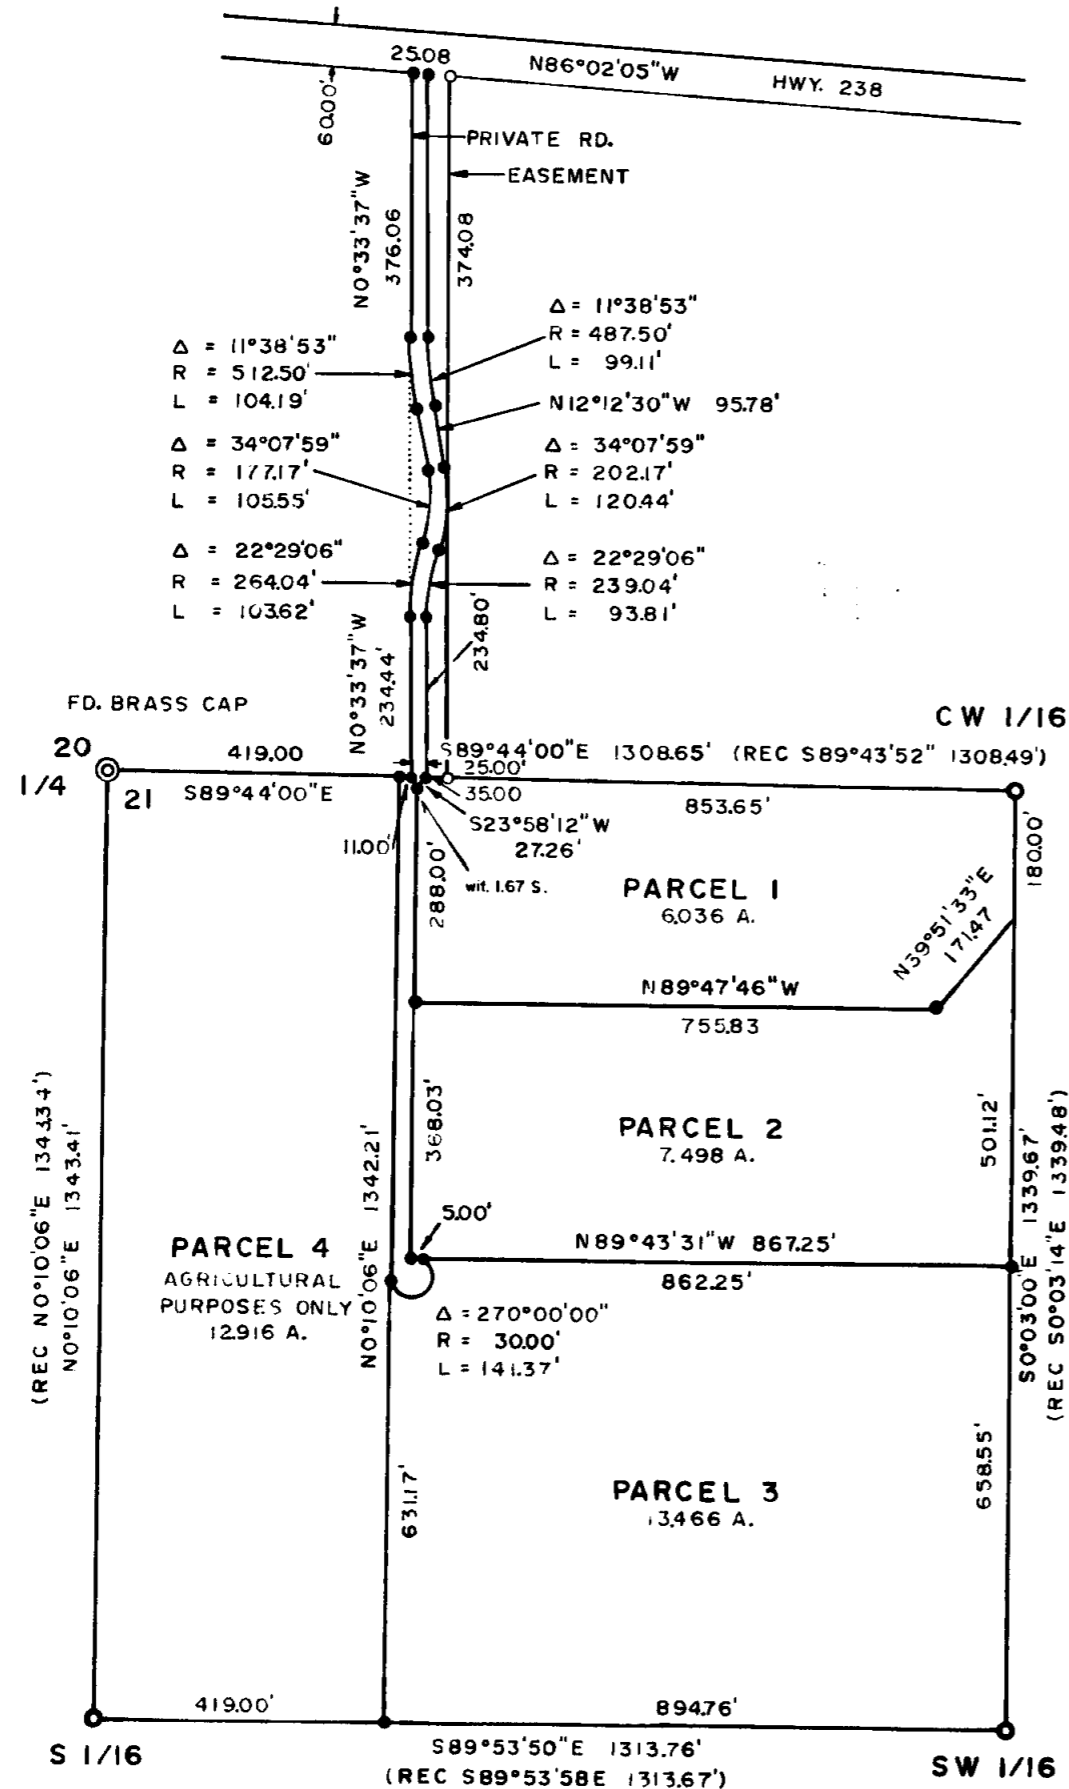 25.08
N86°02'05"W
HWY. 238
60.00'
PRIVATE RD.
EASEMENT
N0°33'37"W
376.06
374.08
Δ = 11°38'53"
R = 512.50'
L = 104.19'
Δ = 11°38'53"
R = 487.50'
L = 99.11'
N12°12'30"W 95.78'
Δ = 34°07'59"
R = 177.17'
L = 105.55'
Δ = 34°07'59"
R = 202.17'
L = 120.44'
Δ = 22°29'06"
R = 264.04'
L = 103.62'
Δ = 22°29'06"
R = 239.04'
L = 93.81'
N0°33'37"W
234.44'
234.80'
FD. BRASS CAP
CW 1/16
20
1/4
21
419.00
S89°44'00"E
S89°44'00"E 1308.65' (REC S89°43'52" 1308.49')
25.00'
35.00
853.65'
S23°58'12"W
27.26'
11.00'
wit. 1.67 S.
288.00'
180.00'
PARCEL 1
6.036 A.
N39°51'33"E
171.47
N89°47'46"W
755.83
368.03'
PARCEL 2
7.498 A.
501.12'
(REC N0°10'06"E 1343.34')
N0°10'06"E 1343.41'
N0°10'06"E 1342.21'
S0°03'00"E 1339.67'
(REC S0°03'14"E 1339.48')
5.00'
N89°43'31"W 867.25'
862.25'
PARCEL 4
AGRICULTURAL
PURPOSES ONLY
12.916 A.
Δ = 270°00'00"
R = 30.00'
L = 141.37'
631.17'
PARCEL 3
13.466 A.
658.55'
419.00'
894.76'
S 1/16
S89°53'50"E 1313.76'
(REC S89°53'58E 1313.67')
SW 1/16